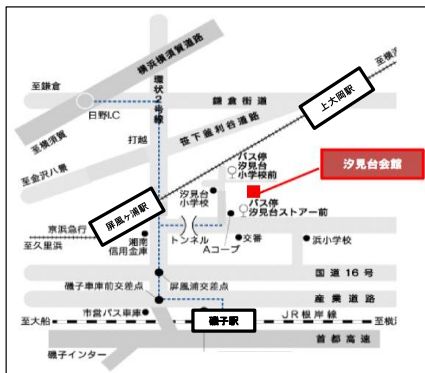 横浜横須賀道路
環状2号線
至鎌倉
上大岡駅
至横
日野I.C
鎌倉街道
至横須賀
打越
笹下釜利谷道路
至金沢八景
バス停
汐見台
小学校前
汐見台会館
汐見台
小学校
屏風ヶ浦駅
バス停
汐見台ストアー前
京浜急行
至久里浜
湘南
信用金庫
トンネル
Aコープ
交番
浜小学校
国道16号
磯子車庫前交差点
屏風浦交差点
産業道路
市営バス車庫
磯子駅
JR根岸線
至大船
至横
首都高速
磯子インター